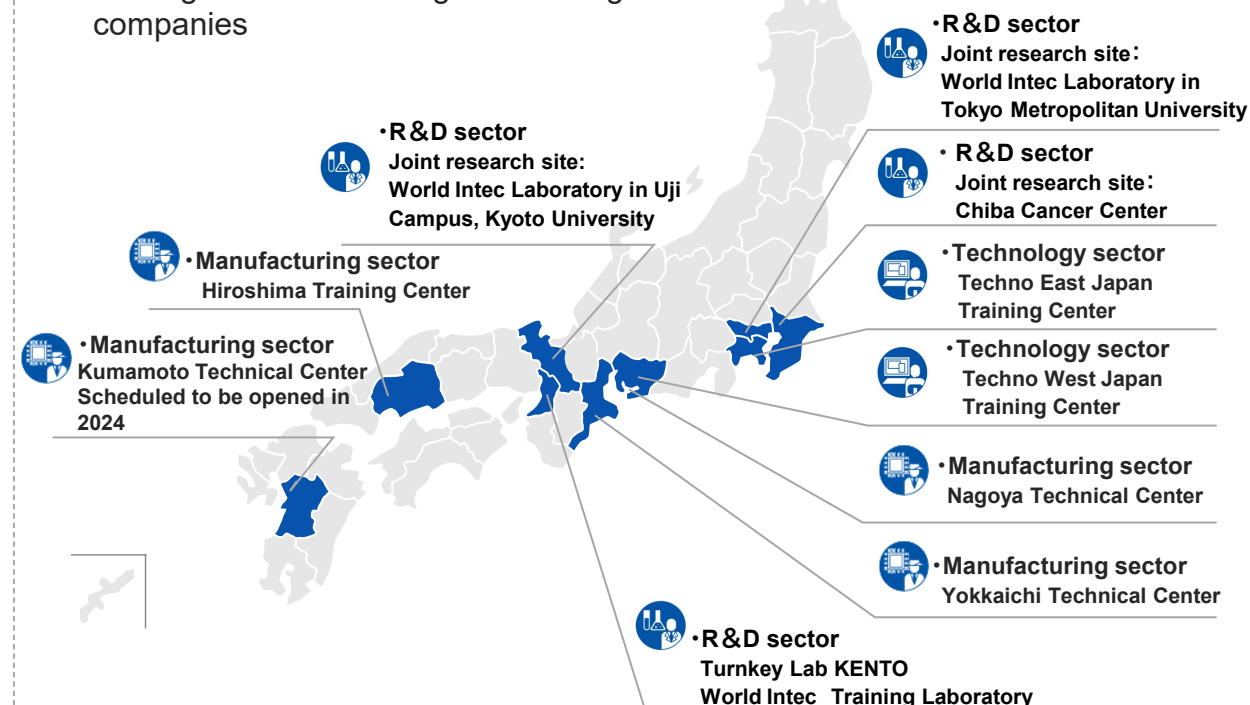 companies
・R＆D sector
Joint research site：
World Intec Laboratory in
Tokyo Metropolitan University
・R＆D sector
Joint research site:
World Intec Laboratory in Uji
Campus, Kyoto University
・R＆D sector
Joint research site：
Chiba Cancer Center
・Manufacturing sector
Hiroshima Training Center
・Technology sector
Techno East Japan
Training Center
・Manufacturing sector
Kumamoto Technical Center
Scheduled to be opened in
2024
・Technology sector
Techno West Japan
Training Center
・Manufacturing sector
Nagoya Technical Center
・Manufacturing sector
Yokkaichi Technical Center
・R＆D sector
Turnkey Lab KENTO
World Intec Training Laboratory